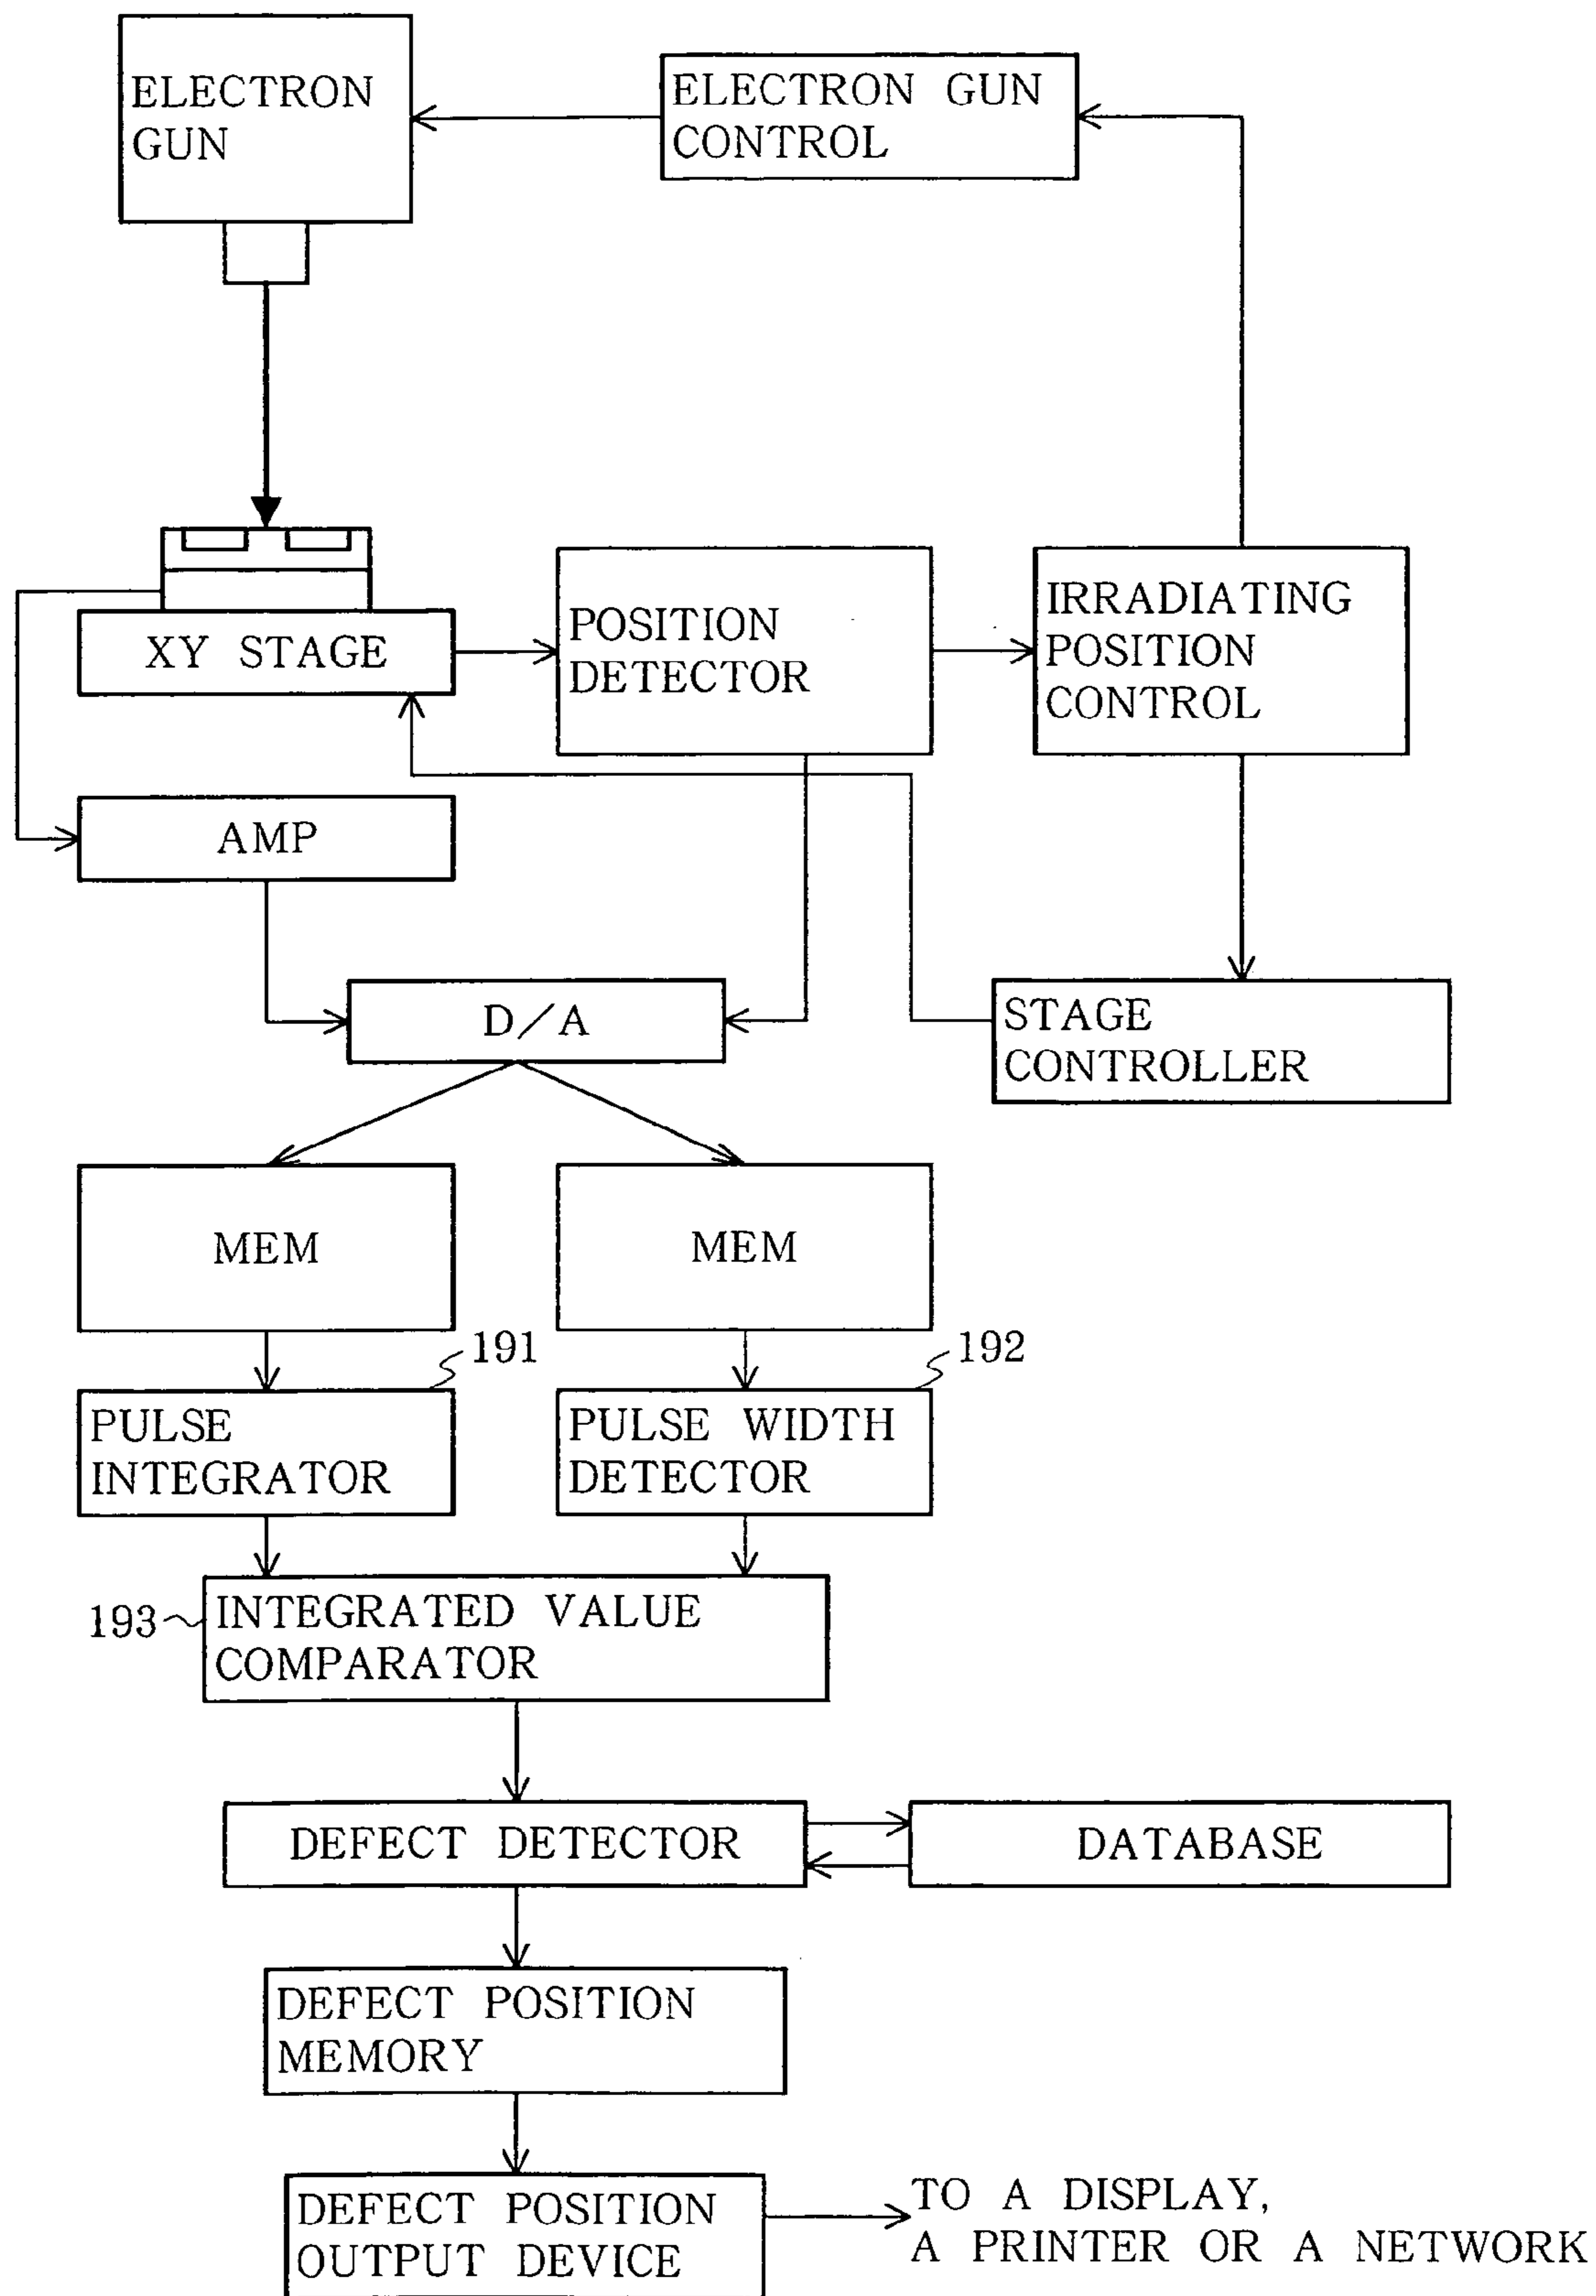 ELECTRON
GUN
ELECTRON GUN
CONTROL
XY STAGE
POSITION
DETECTOR
IRRADIATING
POSITION
CONTROL
AMP
D/A
STAGE
CONTROLLER
MEM
MEM
191
192
PULSE
INTEGRATOR
PULSE WIDTH
DETECTOR
193
INTEGRATED VALUE
COMPARATOR
DEFECT DETECTOR
DATABASE
DEFECT POSITION
MEMORY
DEFECT POSITION
OUTPUT DEVICE
TO A DISPLAY,
A PRINTER OR A NETWORK